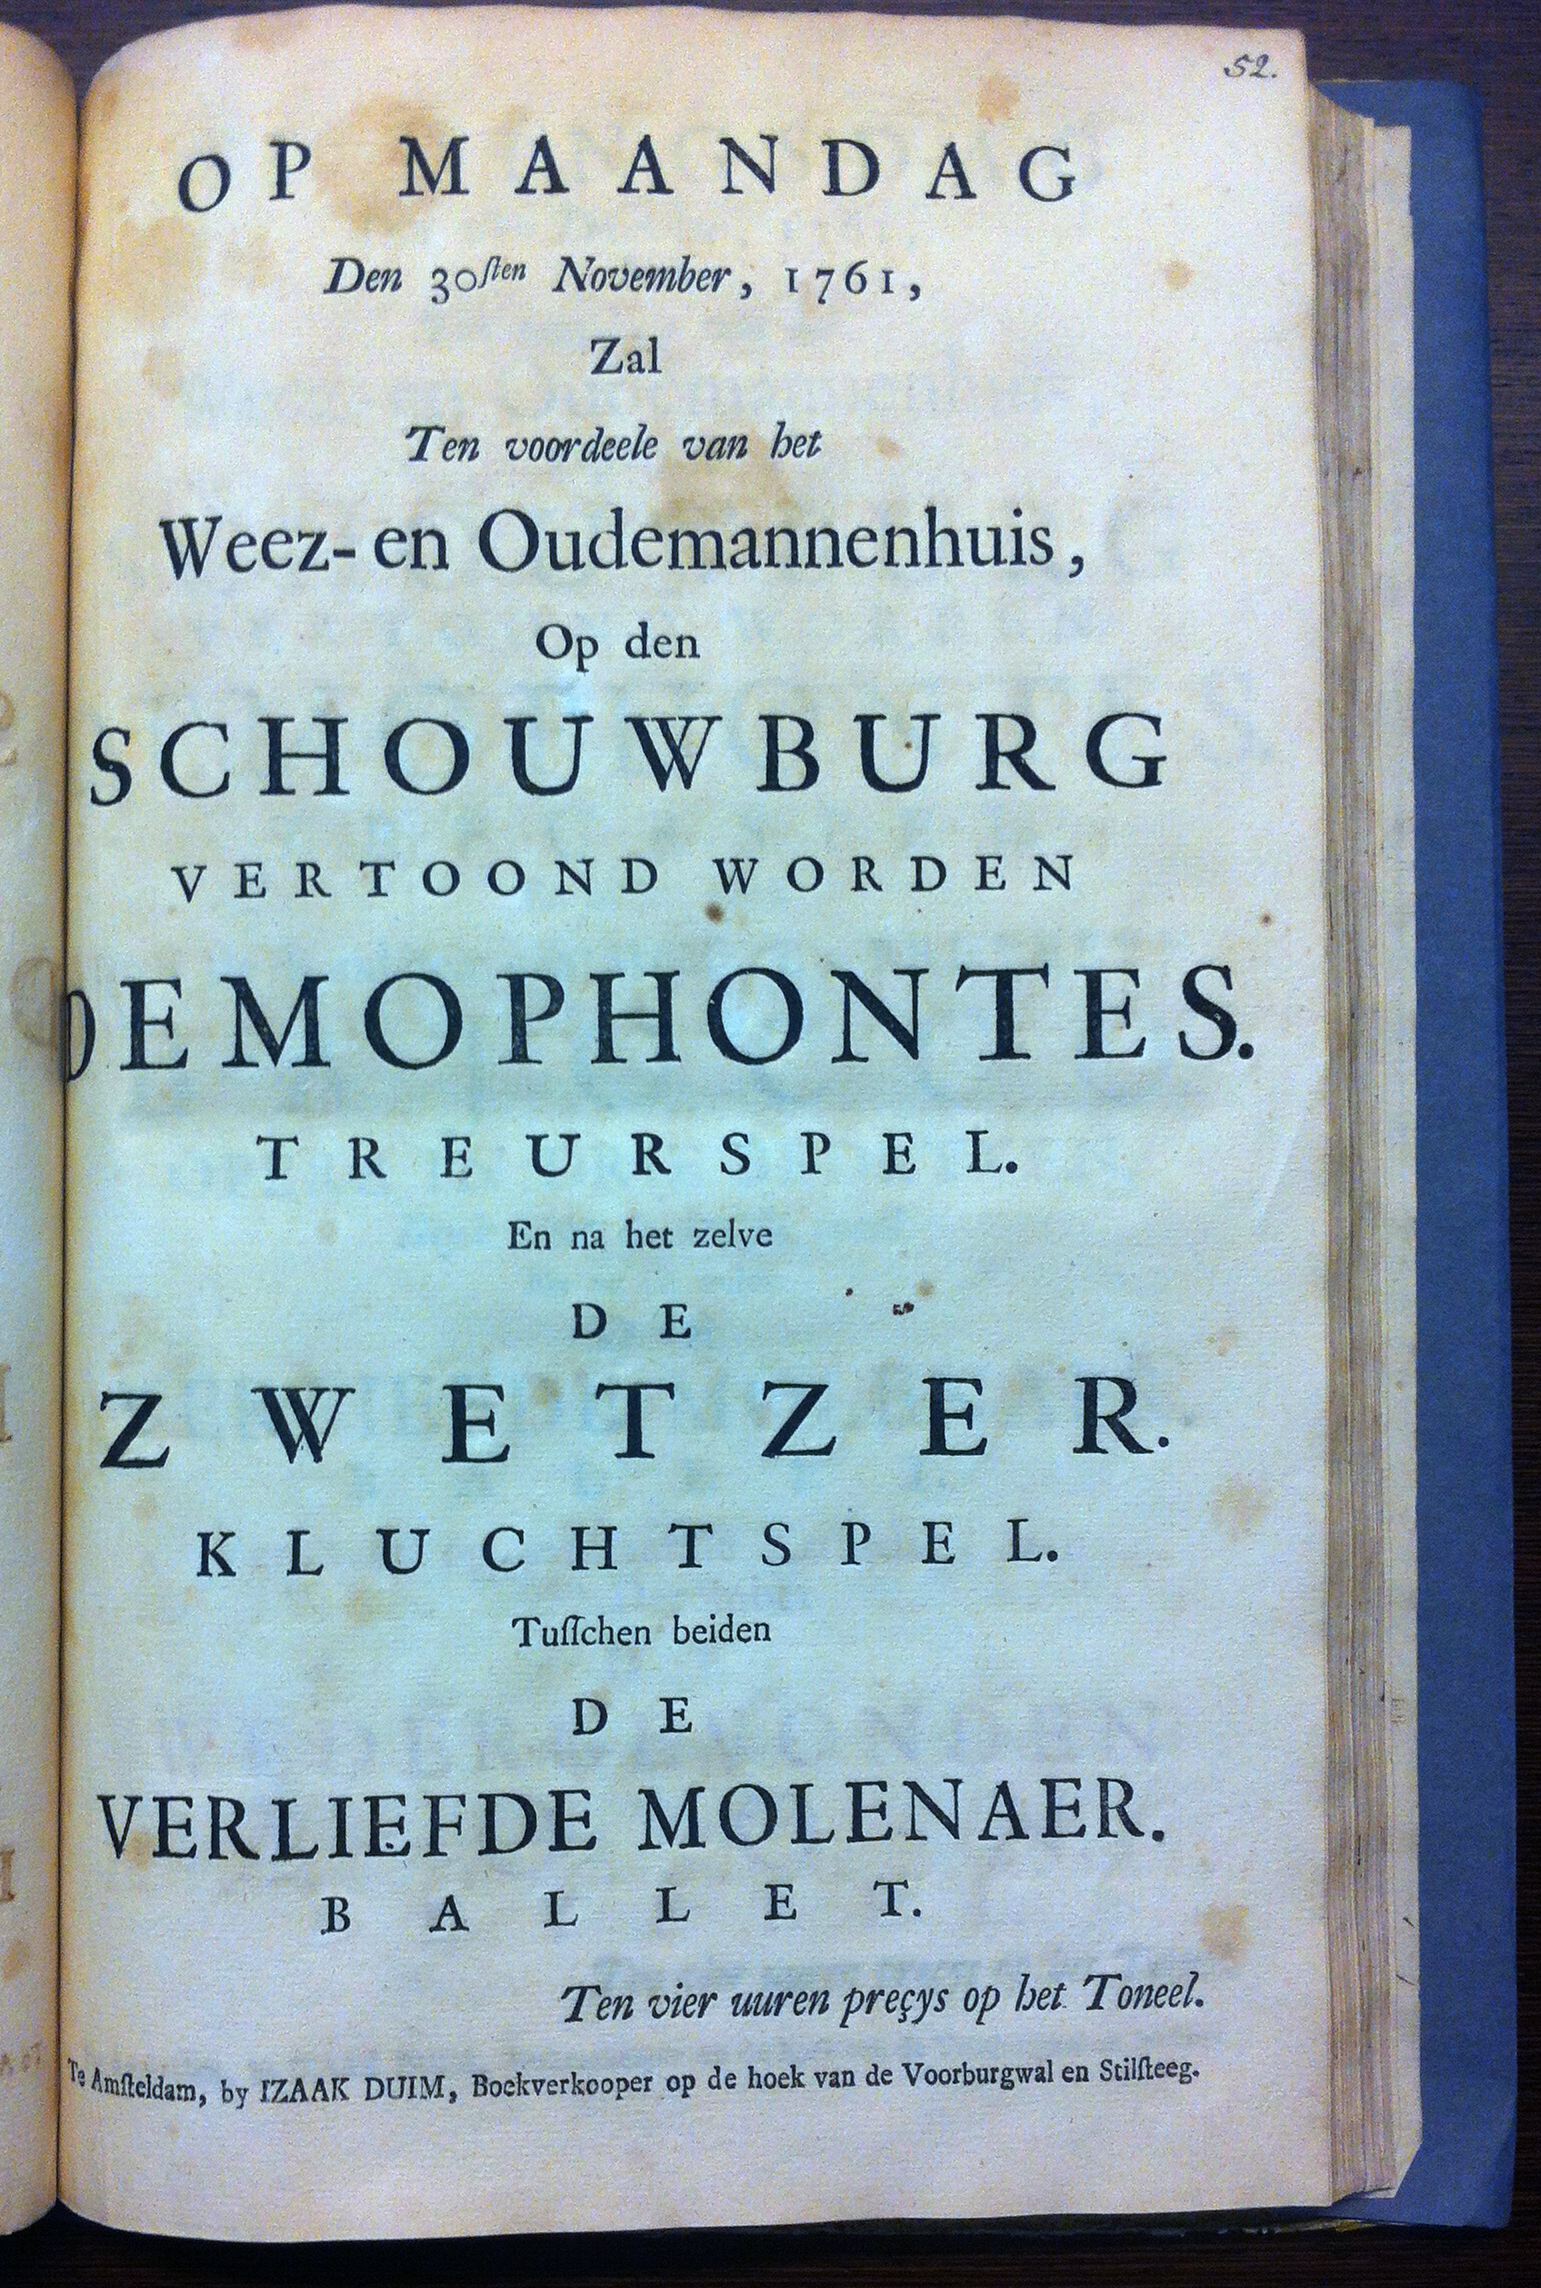 52.
OP MAANDAG
Den 30ſten November, 1761,
Zal
Ten voordeele van het
Weez- en Oudemannenhuis,
Op den
SCHOUWBURG
VERTOOND WORDEN
DEMOPHONTES.
TREURSPEL.
En na het zelve
DE
ZWETZER.
KLUCHTSPEL.
Tuſſchen beiden
DE
VERLIEFDE MOLENAER.
BALLET.
Ten vier uuren preçys op het Toneel.
Te Amſteldam, by IZAAK DUIM, Boekverkooper op de hoek van de Voorburgwal en Stilſteeg.